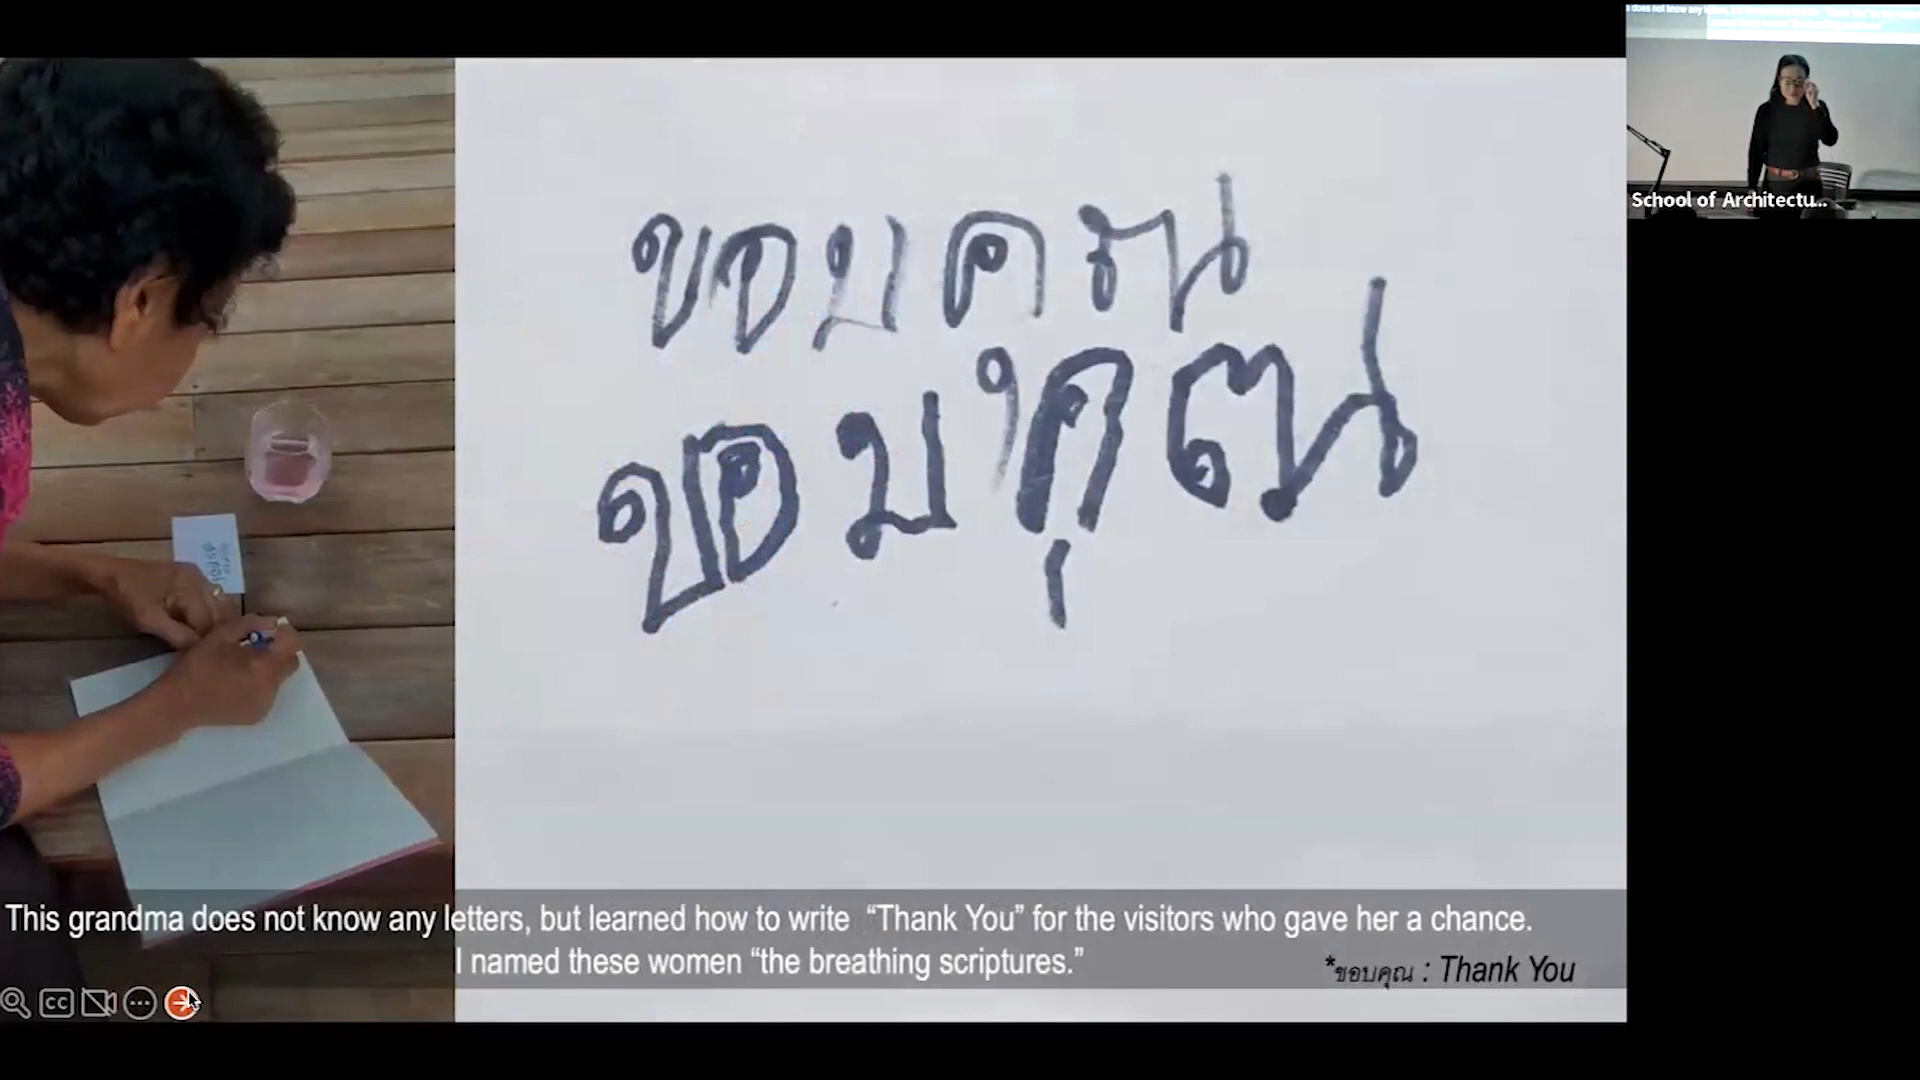 ขอบคณ
ขอบคุณ
This grandma does not know any letters, but learned how to write “Thank You” for the visitors who gave her a chance.
I named these women “the breathing scriptures.”
*ขอบคุณ : Thank You
CC
School of Architectu...